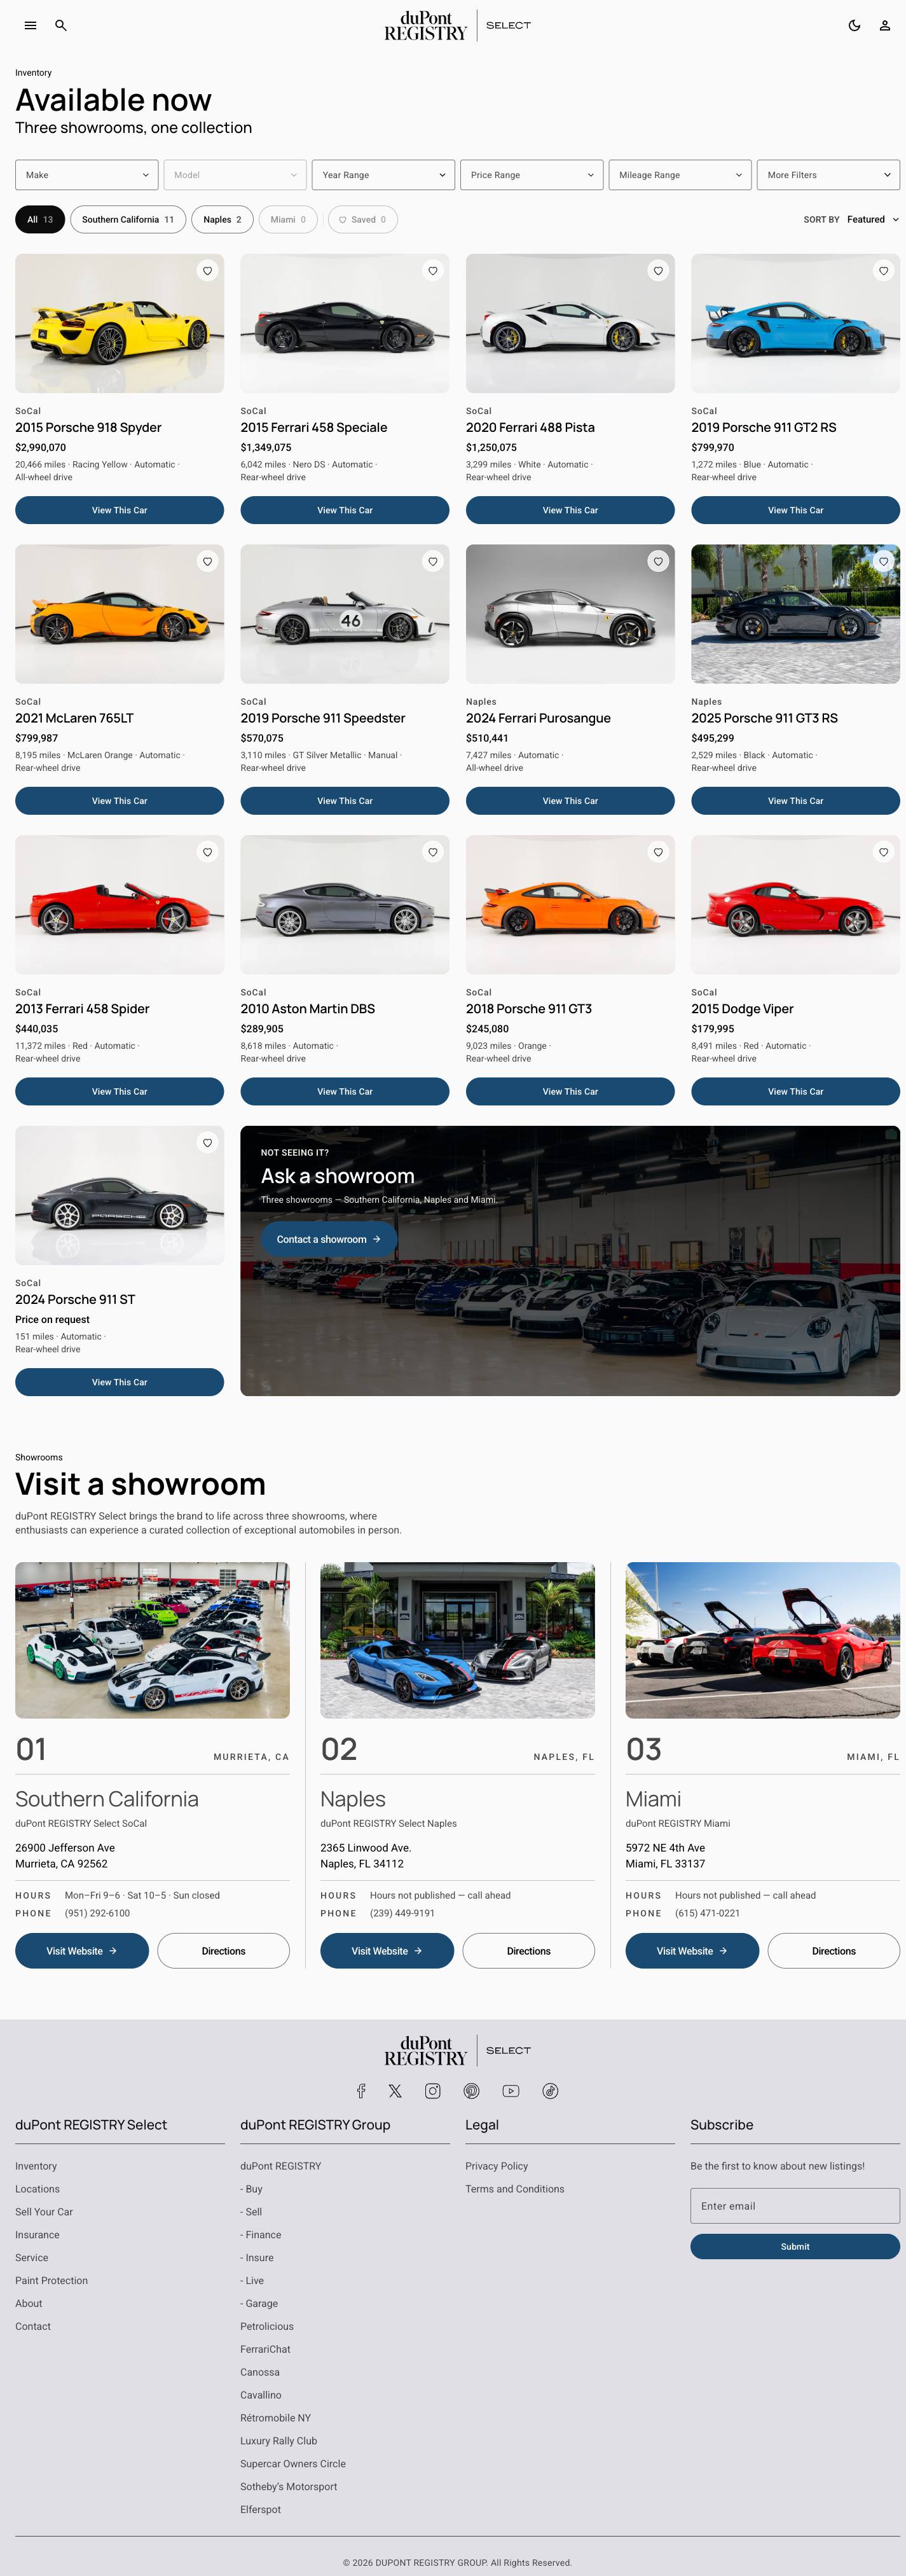 duPont
REGISTRY
SELECT
Inventory
Available now
Three showrooms, one collection
Make
Model
Year Range
Price Range
Mileage Range
More Filters
All 13
Southern California 11
Naples 2
Miami 0
Saved 0
SORT BY Featured
SoCal
2015 Porsche 918 Spyder
$2,990,070
20,466 miles · Racing Yellow · Automatic ·
All-wheel drive
View This Car
SoCal
2015 Ferrari 458 Speciale
$1,349,075
6,042 miles · Nero DS · Automatic ·
Rear-wheel drive
View This Car
SoCal
2020 Ferrari 488 Pista
$1,250,075
3,299 miles · White · Automatic ·
Rear-wheel drive
View This Car
SoCal
2019 Porsche 911 GT2 RS
$799,970
1,272 miles · Blue · Automatic ·
Rear-wheel drive
View This Car
SoCal
2021 McLaren 765LT
$799,987
8,195 miles · McLaren Orange · Automatic ·
Rear-wheel drive
View This Car
46
SoCal
2019 Porsche 911 Speedster
$570,075
3,110 miles · GT Silver Metallic · Manual ·
Rear-wheel drive
View This Car
Naples
2024 Ferrari Purosangue
$510,441
7,427 miles · Automatic ·
All-wheel drive
View This Car
Naples
2025 Porsche 911 GT3 RS
$495,299
2,529 miles · Black · Automatic ·
Rear-wheel drive
View This Car
SoCal
2013 Ferrari 458 Spider
$440,035
11,372 miles · Red · Automatic ·
Rear-wheel drive
View This Car
SoCal
2010 Aston Martin DBS
$289,905
8,618 miles · Automatic ·
Rear-wheel drive
View This Car
SoCal
2018 Porsche 911 GT3
$245,080
9,023 miles · Orange ·
Rear-wheel drive
View This Car
SoCal
2015 Dodge Viper
$179,995
8,491 miles · Red · Automatic ·
Rear-wheel drive
View This Car
PORSCHE
SoCal
2024 Porsche 911 ST
Price on request
151 miles · Automatic ·
Rear-wheel drive
View This Car
NOT SEEING IT?
Ask a showroom
Three showrooms — Southern California, Naples and Miami.
Contact a showroom
Showrooms
Visit a showroom
duPont REGISTRY Select brings the brand to life across three showrooms, where
enthusiasts can experience a curated collection of exceptional automobiles in person.
01
MURRIETA, CA
Southern California
duPont REGISTRY Select SoCal
26900 Jefferson Ave
Murrieta, CA 92562
HOURS Mon–Fri 9–6 · Sat 10–5 · Sun closed
PHONE (951) 292-6100
Visit Website
Directions
02
NAPLES, FL
Naples
duPont REGISTRY Select Naples
2365 Linwood Ave.
Naples, FL 34112
HOURS Hours not published — call ahead
PHONE (239) 449-9191
Visit Website
Directions
03
MIAMI, FL
Miami
duPont REGISTRY Miami
5972 NE 4th Ave
Miami, FL 33137
HOURS Hours not published — call ahead
PHONE (615) 471-0221
Visit Website
Directions
duPont
REGISTRY
SELECT
duPont REGISTRY Select
Inventory
Locations
Sell Your Car
Insurance
Service
Paint Protection
About
Contact
duPont REGISTRY Group
duPont REGISTRY
- Buy
- Sell
- Finance
- Insure
- Live
- Garage
Petrolicious
FerrariChat
Canossa
Cavallino
Rétromobile NY
Luxury Rally Club
Supercar Owners Circle
Sotheby's Motorsport
Elferspot
Legal
Privacy Policy
Terms and Conditions
Subscribe
Be the first to know about new listings!
Enter email
Submit
© 2026 DUPONT REGISTRY GROUP. All Rights Reserved.